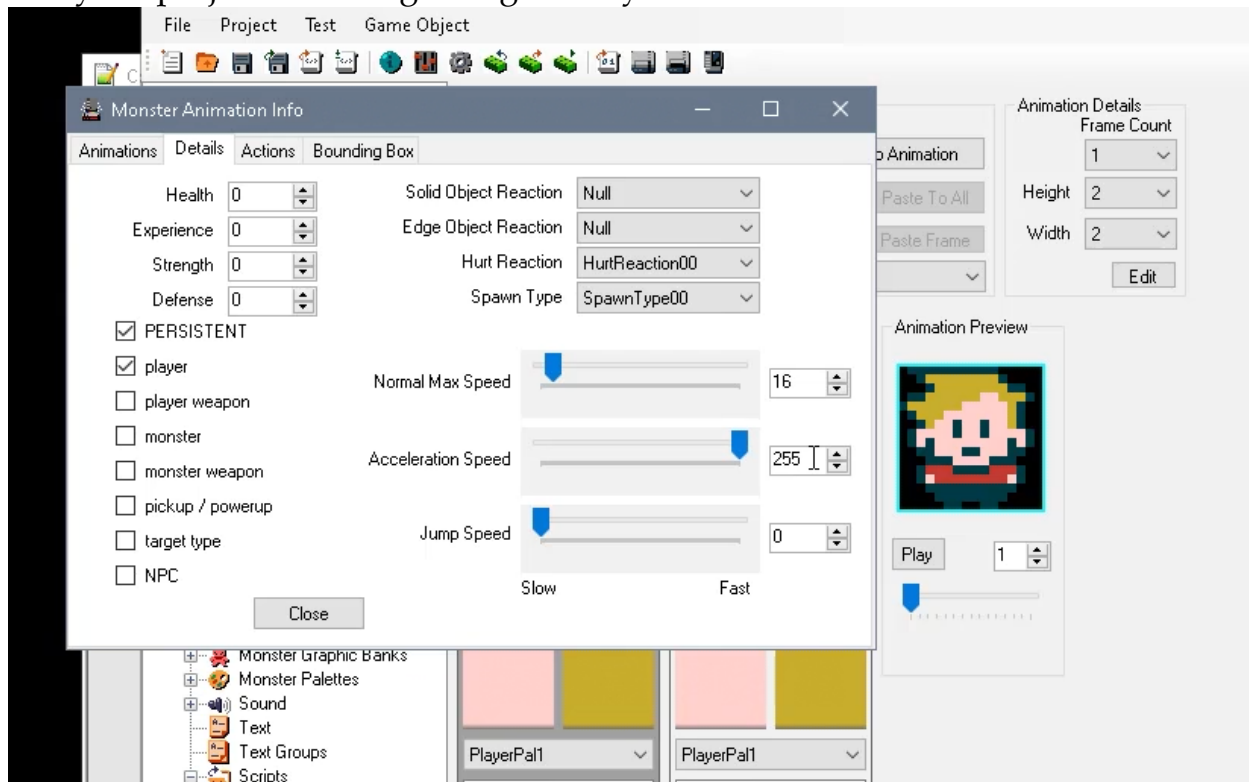 File Project Test Game Object
Monster Animation Info
Animations Details Actions Bounding Box
Health 0
Experience 0
Strength 0
Defense 0
PERSISTENT
player
player weapon
monster
monster weapon
pickup / powerup
target type
NPC
Close
Solid Object Reaction Null
Edge Object Reaction Null
Hurt Reaction HurtReaction00
Spawn Type SpawnType00
Normal Max Speed 16
Acceleration Speed 255
Jump Speed 0
Slow Fast
Animation
Paste To All
Paste Frame
Animation Details
Frame Count
1
Height 2
Width 2
Edit
Animation Preview
Play 1
Monster Graphic Banks
Monster Palettes
Sound
Text
Text Groups
Scripts
PlayerPal1 PlayerPal1